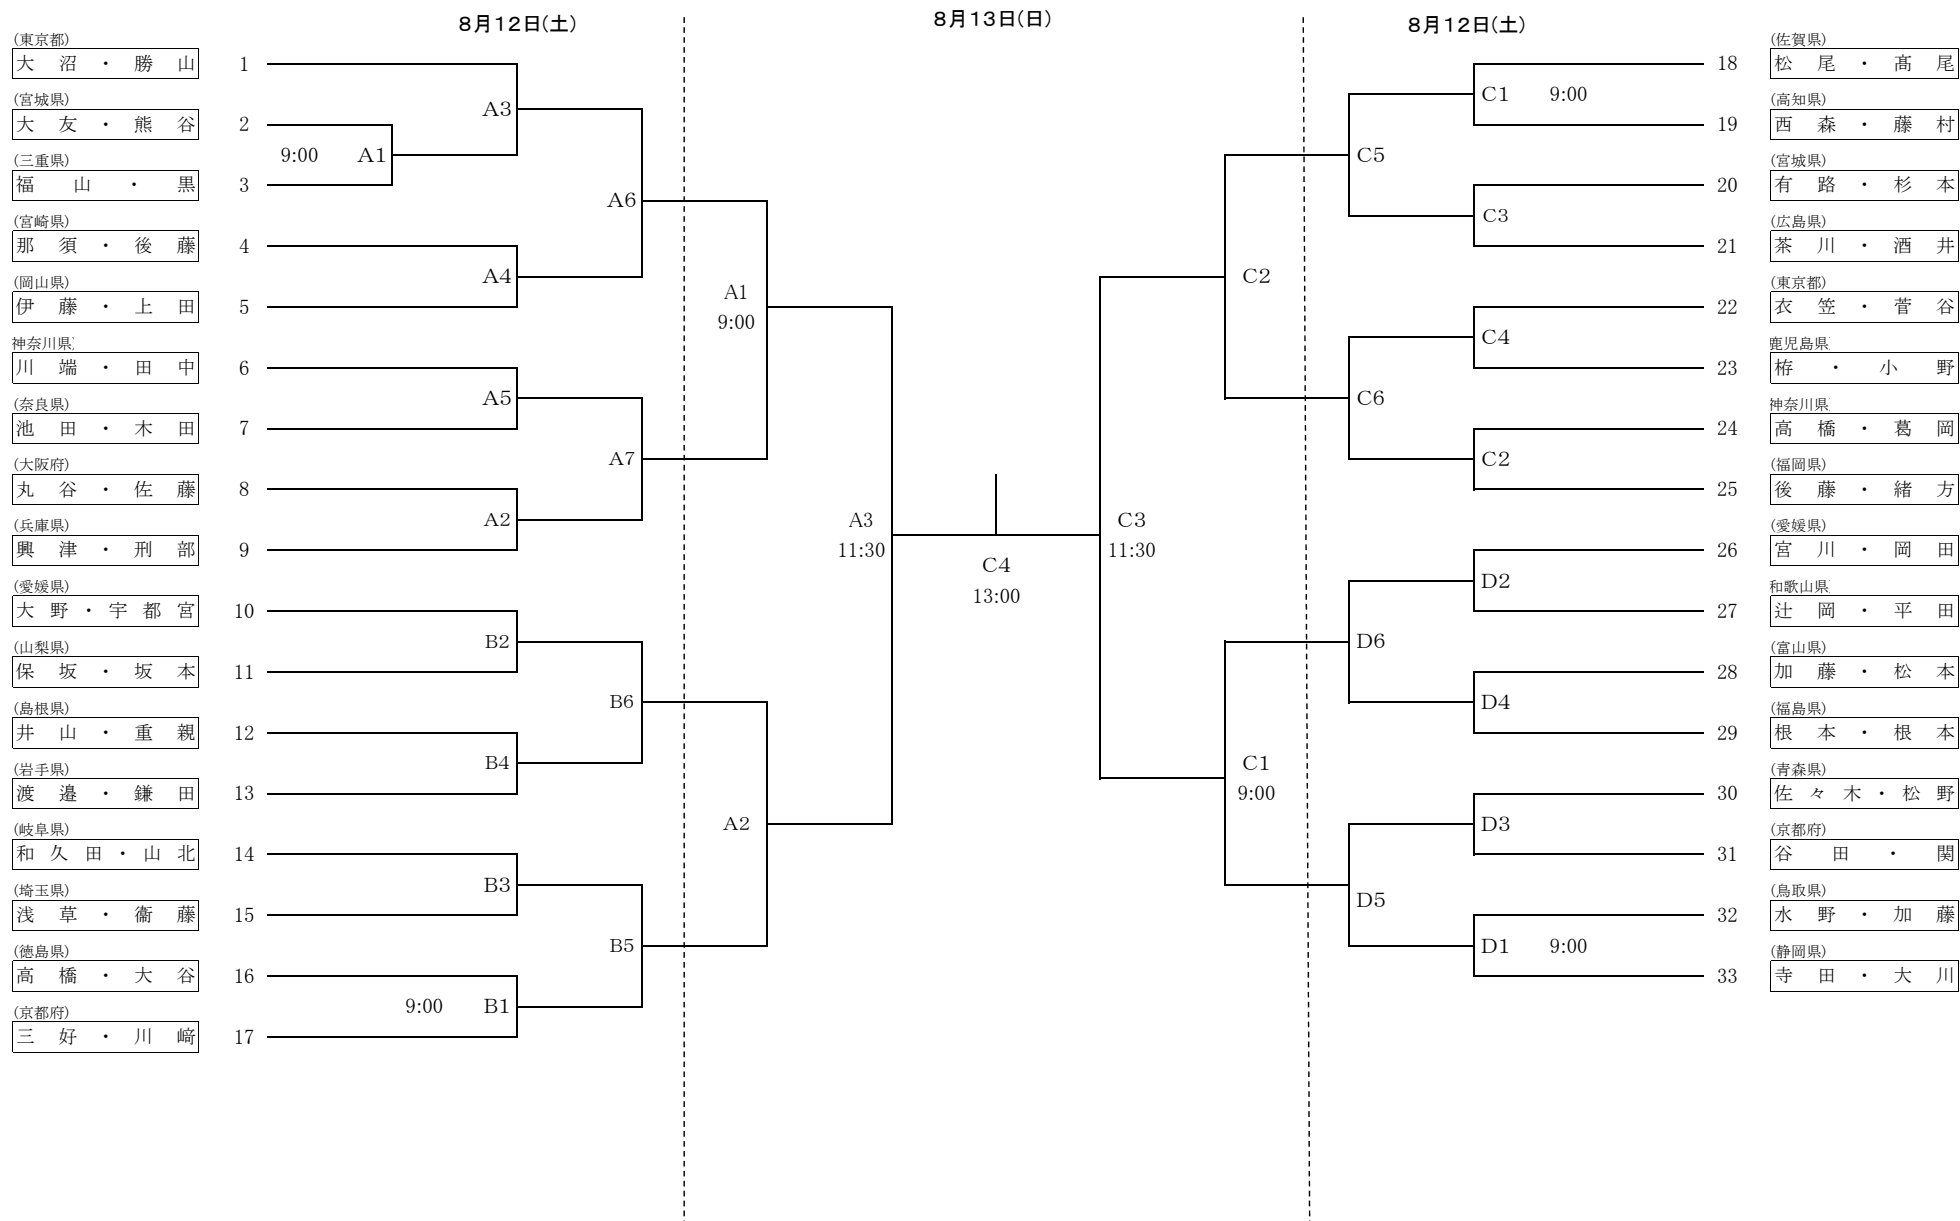 8月12日(土)
8月13日(日)
8月12日(土)
(東京都)
大沼・勝山 1
(宮城県)
大友・熊谷 2
(三重県)
福山・黒 3
(宮崎県)
那須・後藤 4
(岡山県)
伊藤・上田 5
神奈川県
川端・田中 6
(奈良県)
池田・木田 7
(大阪府)
丸谷・佐藤 8
(兵庫県)
興津・刑部 9
(愛媛県)
大野・宇都宮 10
(山梨県)
保坂・坂本 11
(島根県)
井山・重親 12
(岩手県)
渡邉・鎌田 13
(岐阜県)
和久田・山北 14
(埼玉県)
浅草・衞藤 15
(徳島県)
高橋・大谷 16
(京都府)
三好・川﨑 17
A3
9:00 A1
A6
A4
A5
A7
A2
B2
B6
B4
B3
B5
9:00 B1
A1
9:00
A2
A3
11:30
C4
13:00
C3
11:30
C2
C1
9:00
C1 9:00
C5
C3
C4
C6
C2
D2
D6
D4
D3
D5
D1 9:00
(佐賀県)
18 松尾・髙尾
(高知県)
19 西森・藤村
(宮城県)
20 有路・杉本
(広島県)
21 茶川・酒井
(東京都)
22 衣笠・菅谷
鹿児島県
23 栫・小野
神奈川県
24 高橋・葛岡
(福岡県)
25 後藤・緒方
(愛媛県)
26 宮川・岡田
和歌山県
27 辻岡・平田
(富山県)
28 加藤・松本
(福島県)
29 根本・根本
(青森県)
30 佐々木・松野
(京都府)
31 谷田・関
(鳥取県)
32 水野・加藤
(静岡県)
33 寺田・大川